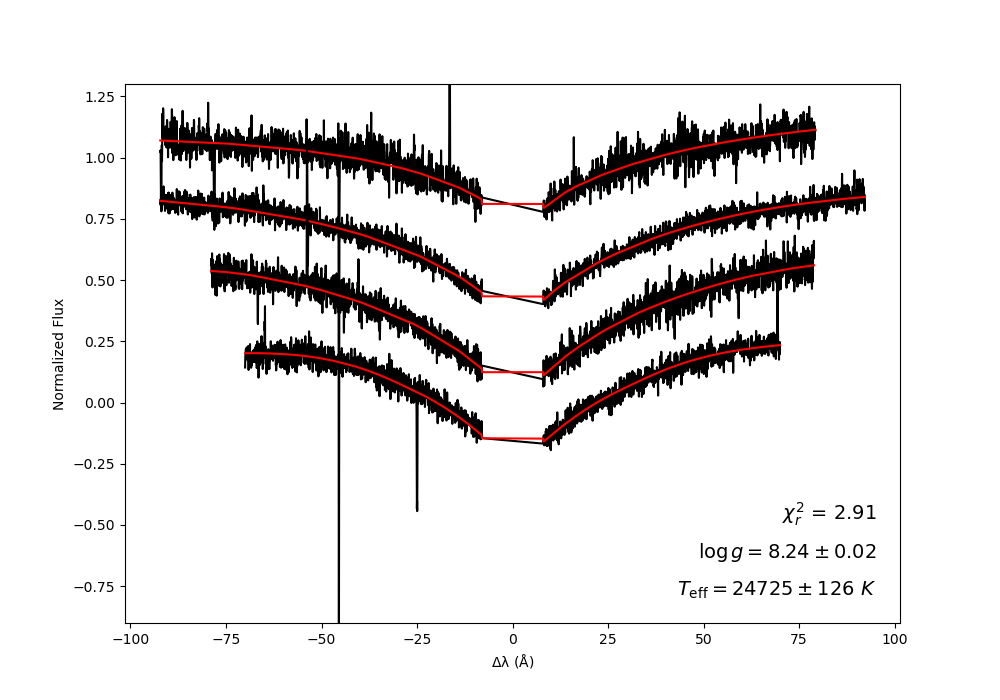 1.25
1.00
0.75
0.50
0.25
0.00
−0.25
−0.50
−0.75
Normalized Flux
χ²ᵣ = 2.91
log g = 8.24 ± 0.02
T_eff = 24725 ± 126 K
−100 −75 −50 −25 0 25 50 75 100
Δλ (Å)